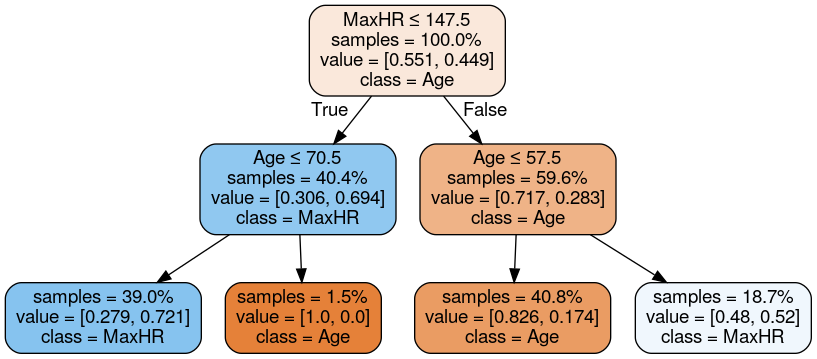 MaxHR ≤ 147.5
samples = 100.0%
value = [0.551, 0.449]
class = Age
True
False
Age ≤ 70.5
samples = 40.4%
value = [0.306, 0.694]
class = MaxHR
Age ≤ 57.5
samples = 59.6%
value = [0.717, 0.283]
class = Age
samples = 39.0%
value = [0.279, 0.721]
class = MaxHR
samples = 1.5%
value = [1.0, 0.0]
class = Age
samples = 40.8%
value = [0.826, 0.174]
class = Age
samples = 18.7%
value = [0.48, 0.52]
class = MaxHR